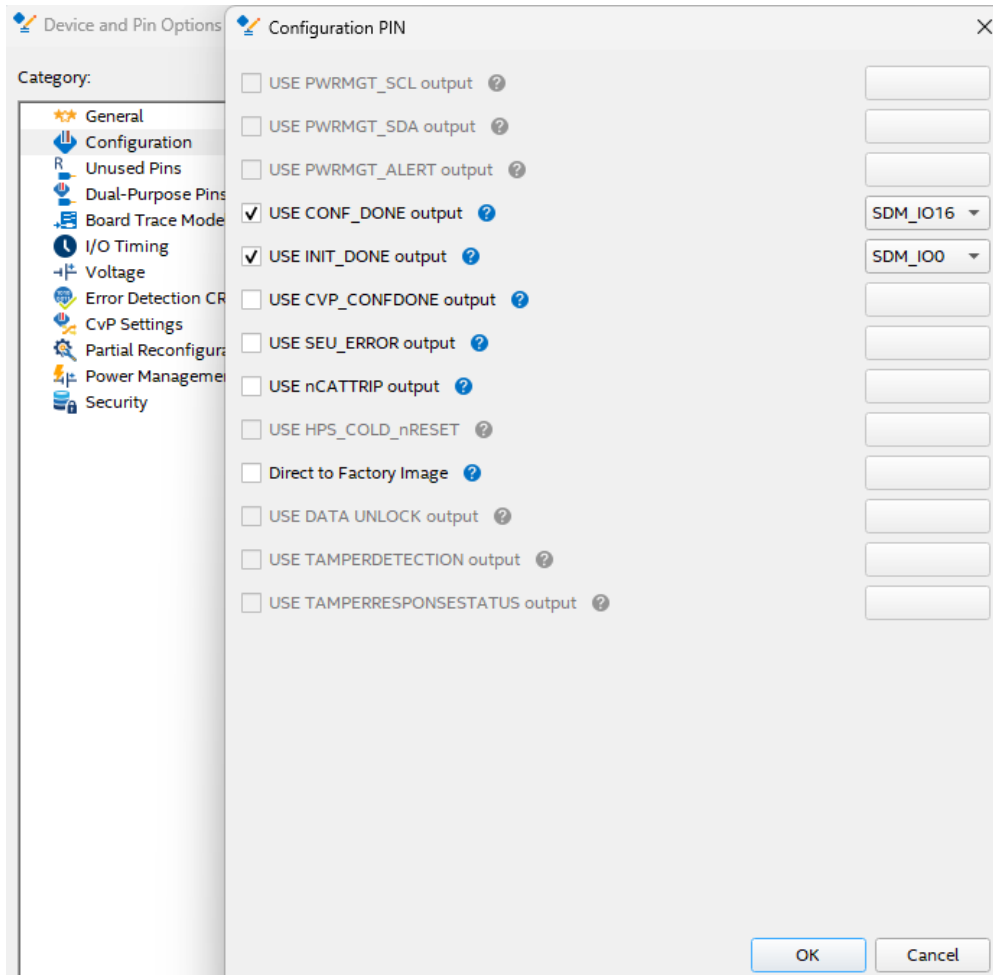 Device and Pin Options
Configuration PIN
Category:
General
Configuration
Unused Pins
Dual-Purpose Pins
Board Trace Model
I/O Timing
Voltage
Error Detection CR
CvP Settings
Partial Reconfigura
Power Managemen
Security
USE PWRMGT_SCL output
USE PWRMGT_SDA output
USE PWRMGT_ALERT output
USE CONF_DONE output SDM_IO16
USE INIT_DONE output SDM_IO0
USE CVP_CONFDONE output
USE SEU_ERROR output
USE nCATTRIP output
USE HPS_COLD_nRESET
Direct to Factory Image
USE DATA UNLOCK output
USE TAMPERDETECTION output
USE TAMPERRESPONSESTATUS output
OK Cancel